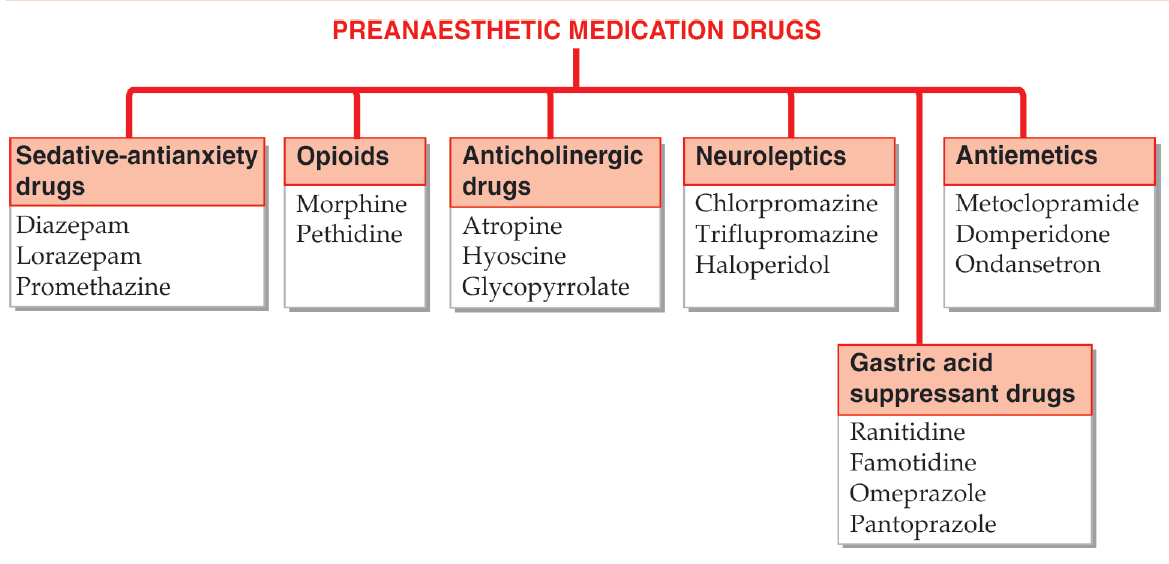 PREANAESTHETIC MEDICATION DRUGS
Sedative-antianxiety
drugs
Diazepam
Lorazepam
Promethazine
Opioids
Morphine
Pethidine
Anticholinergic
drugs
Atropine
Hyoscine
Glycopyrrolate
Neuroleptics
Chlorpromazine
Triflupromazine
Haloperidol
Antiemetics
Metoclopramide
Domperidone
Ondansetron
Gastric acid
suppressant drugs
Ranitidine
Famotidine
Omeprazole
Pantoprazole